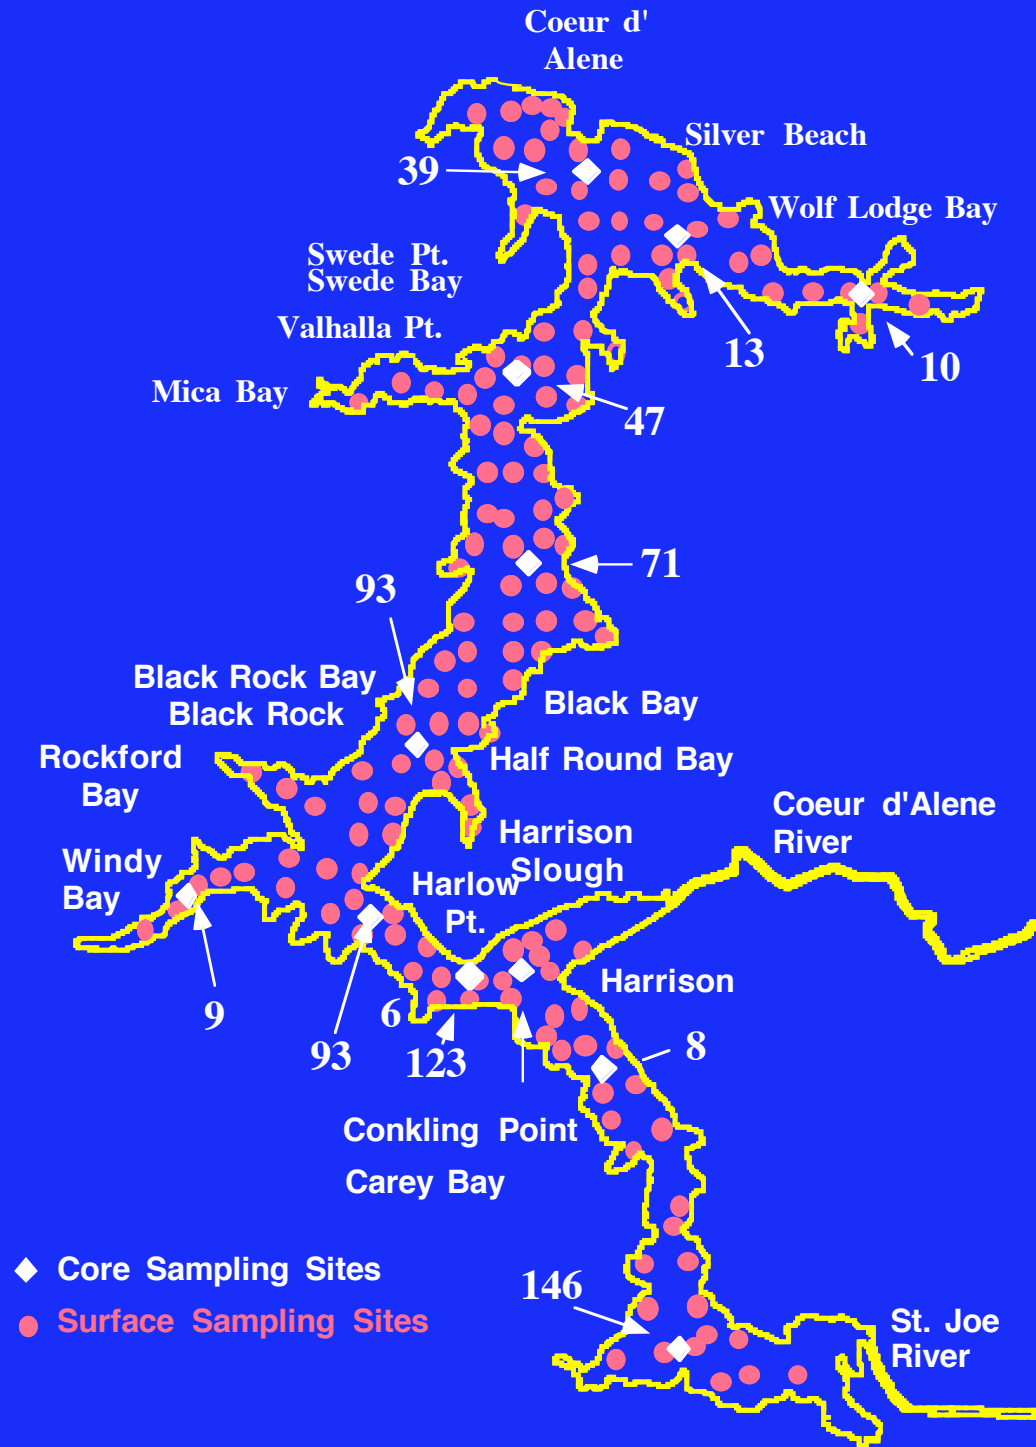 Coeur d'
Alene
Silver Beach
39
Wolf Lodge Bay
Swede Pt.
Swede Bay
Valhalla Pt.
13
10
Mica Bay
47
71
93
Black Rock Bay
Black Rock
Black Bay
Rockford
Bay
Half Round Bay
Coeur d'Alene
River
Harrison
Slough
Windy
Bay
Harlow
Pt.
Harrison
9
6
93
123
8
Conkling Point
Carey Bay
Core Sampling Sites
146
Surface Sampling Sites
St. Joe
River